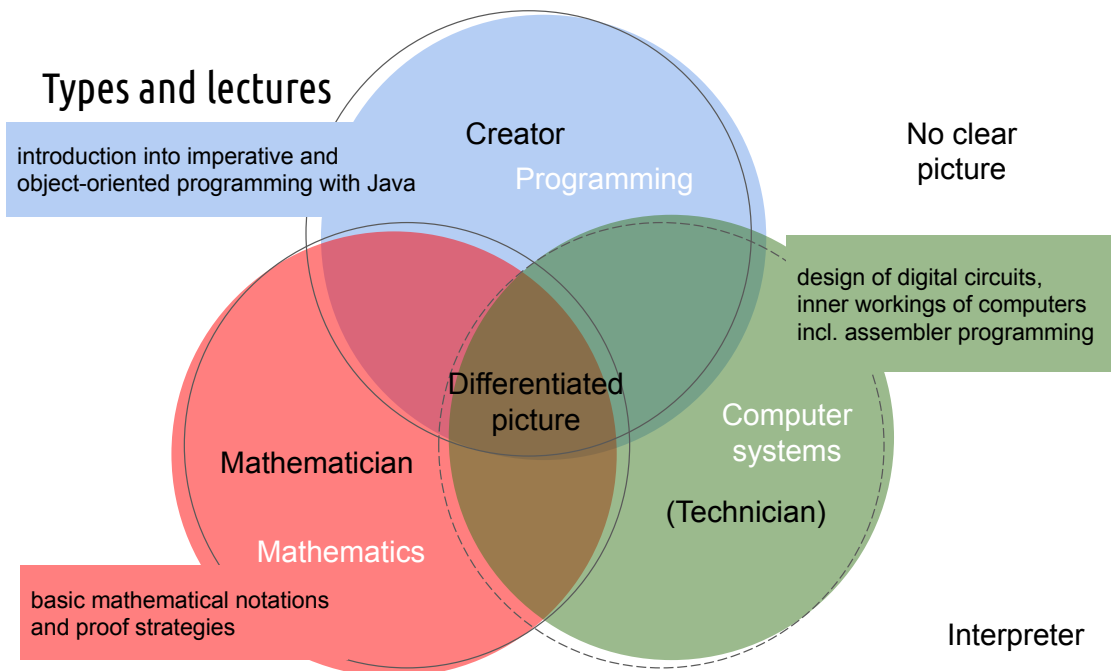 Types and lectures
introduction into imperative and
object-oriented programming with Java
Creator
Programming
No clear
picture
design of digital circuits,
inner workings of computers
incl. assembler programming
Differentiated
picture
Computer
systems
(Technician)
Mathematician
Mathematics
basic mathematical notations
and proof strategies
Interpreter